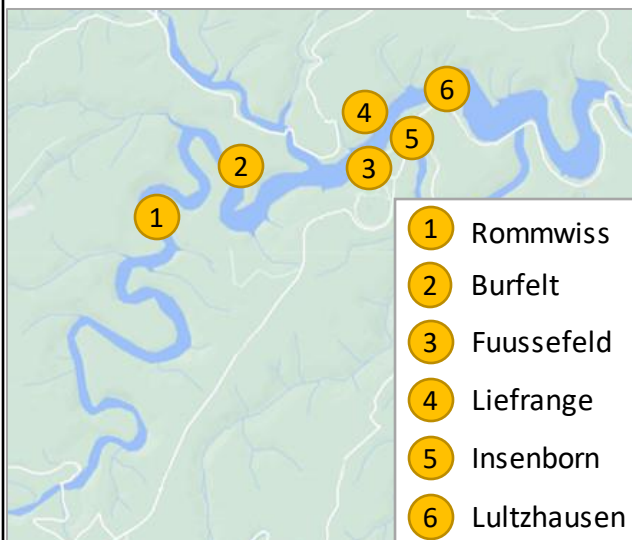 6
4
5
2
3
1
1 Rommwiss
2 Burfelt
3 Fuussefeld
4 Liefrange
5 Insenborn
6 Lultzhausen